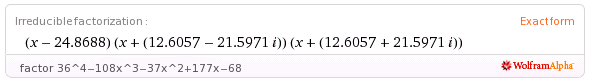 Irreducible factorization: Exact form
(x − 24.8688) (x + (12.6057 − 21.5971 i)) (x + (12.6057 + 21.5971 i))
factor 36^4−108x^3−37x^2+177x−68 WolframAlpha